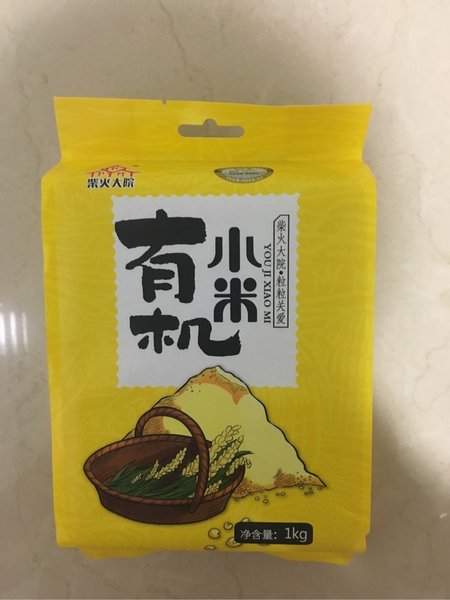 柴火大院
有机
小米
YOU JI XIAO MI
柴火大院·粒粒关爱
净含量：1kg